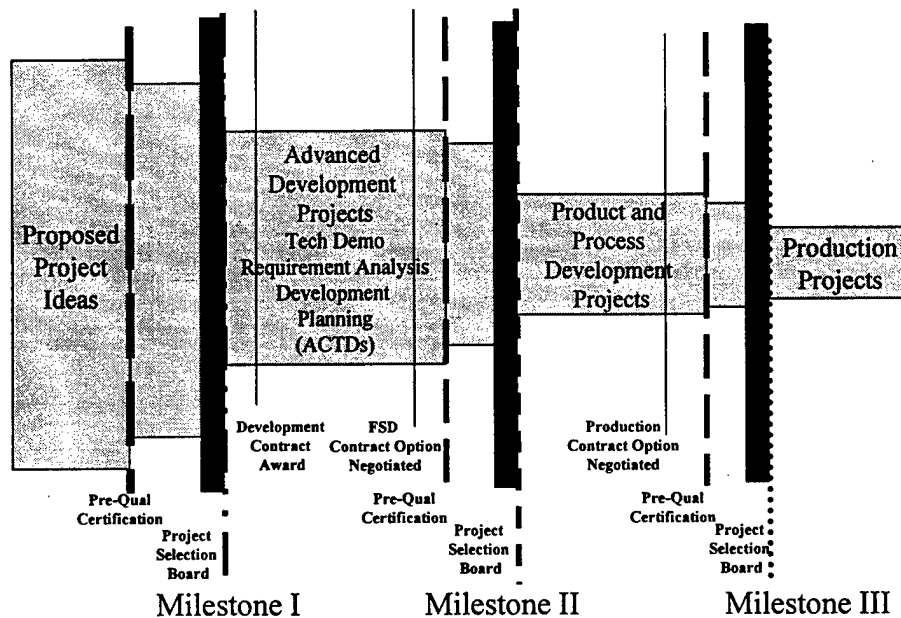 Proposed
Project
Ideas
Advanced
Development
Projects
Tech Demo
Requirement Analysis
Development
Planning
(ACTDs)
Product and
Process
Development
Projects
Production
Projects
Development
Contract
Award
FSD
Contract Option
Negotiated
Production
Contract Option
Negotiated
Pre-Qual
Certification
Pre-Qual
Certification
Pre-Qual
Certification
Project
Selection
Board
Project
Selection
Board
Project
Selection
Board
Milestone I
Milestone II
Milestone III